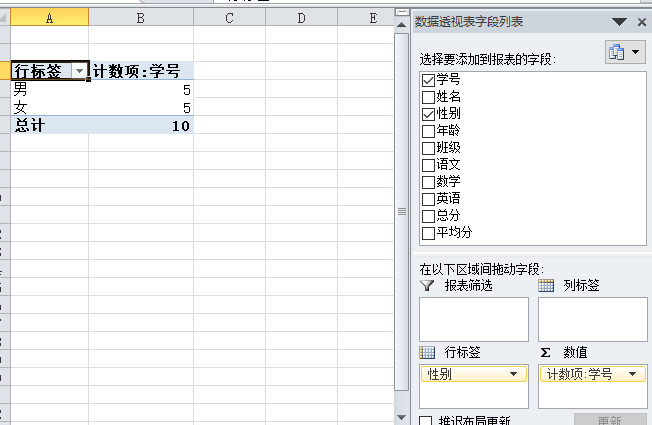 A B C D E
数据透视表字段列表
选择要添加到报表的字段:
行标签 计数项:学号
男 5
女 5
总计 10
学号
姓名
性别
年龄
班级
语文
数学
英语
总分
平均分
在以下区域间拖动字段:
报表筛选 列标签
行标签 Σ 数值
性别 计数项:学号
推迟布局更新 更新